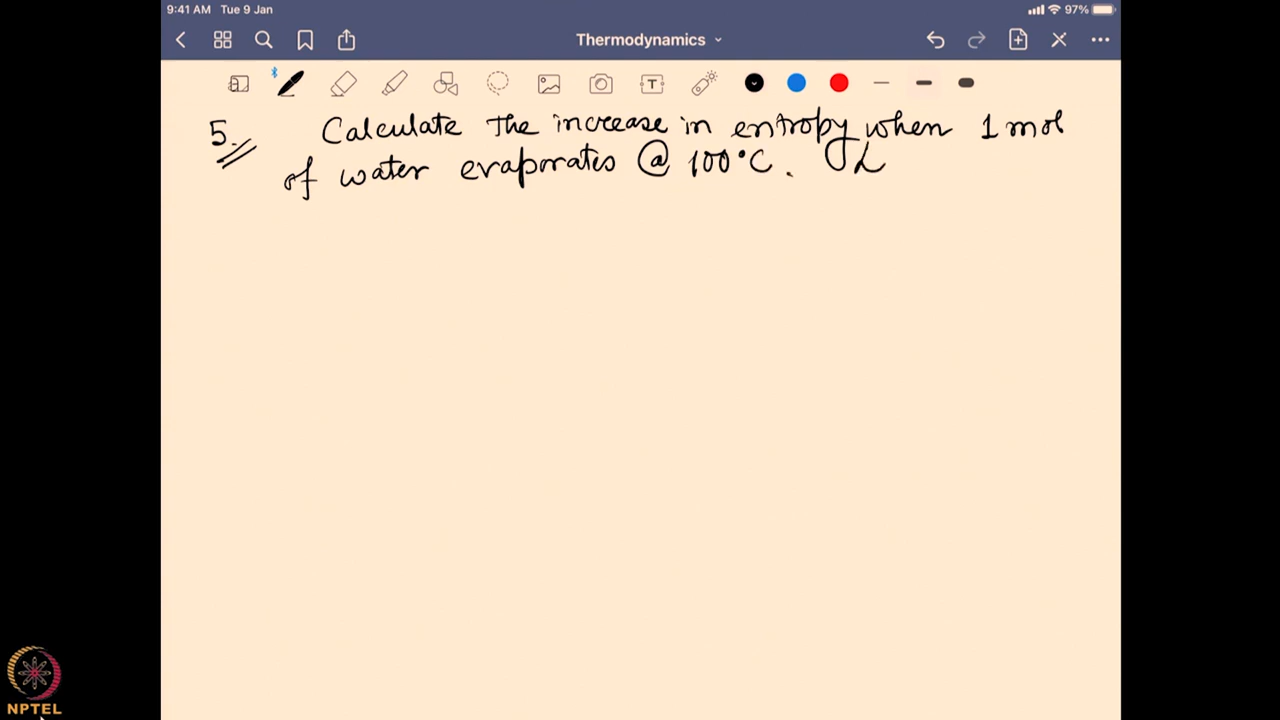 9:41 AM Tue 9 Jan
97%
Thermodynamics
T
5. Calculate the increase in entropy when 1 mol
of water evaporates @ 100°C.
NPTEL